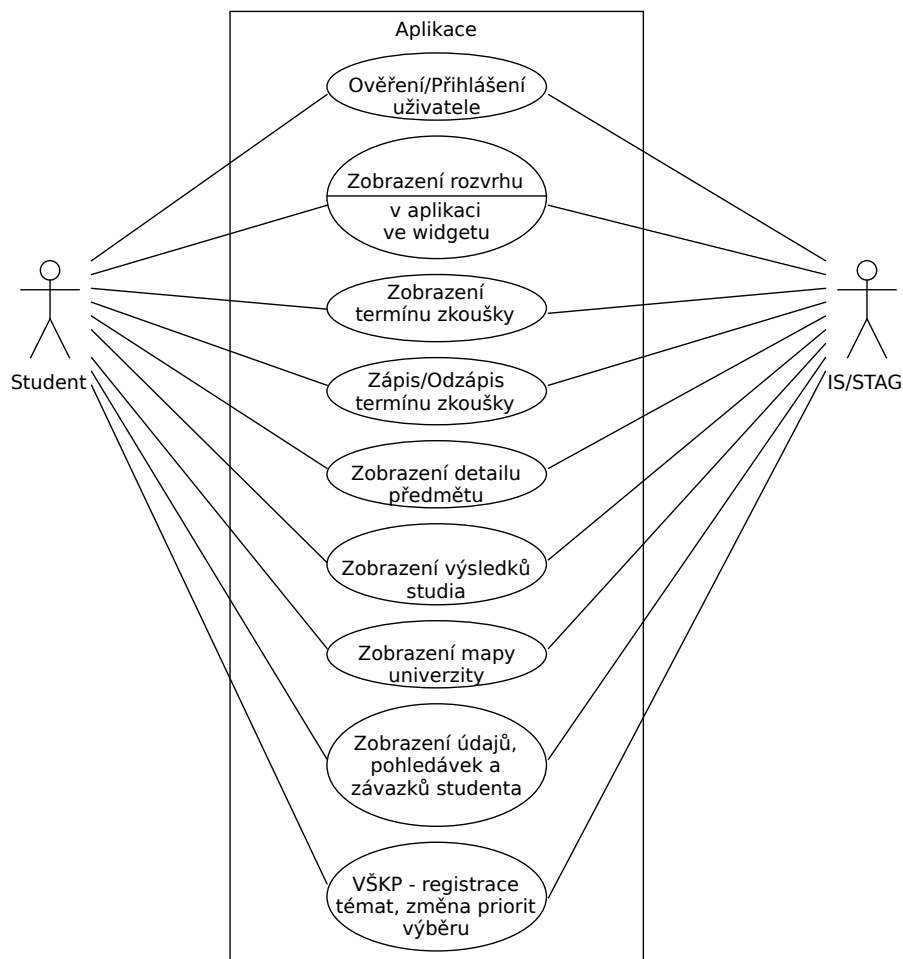 Aplikace
Ověření/Přihlášení
uživatele
Zobrazení rozvrhu
v aplikaci
ve widgetu
Zobrazení
termínu zkoušky
Student
IS/STAG
Zápis/Odzápis
termínu zkoušky
Zobrazení detailu
předmětu
Zobrazení výsledků
studia
Zobrazení mapy
univerzity
Zobrazení údajů,
pohledávek a
závazků studenta
VŠKP - registrace
témat, změna priorit
výběru